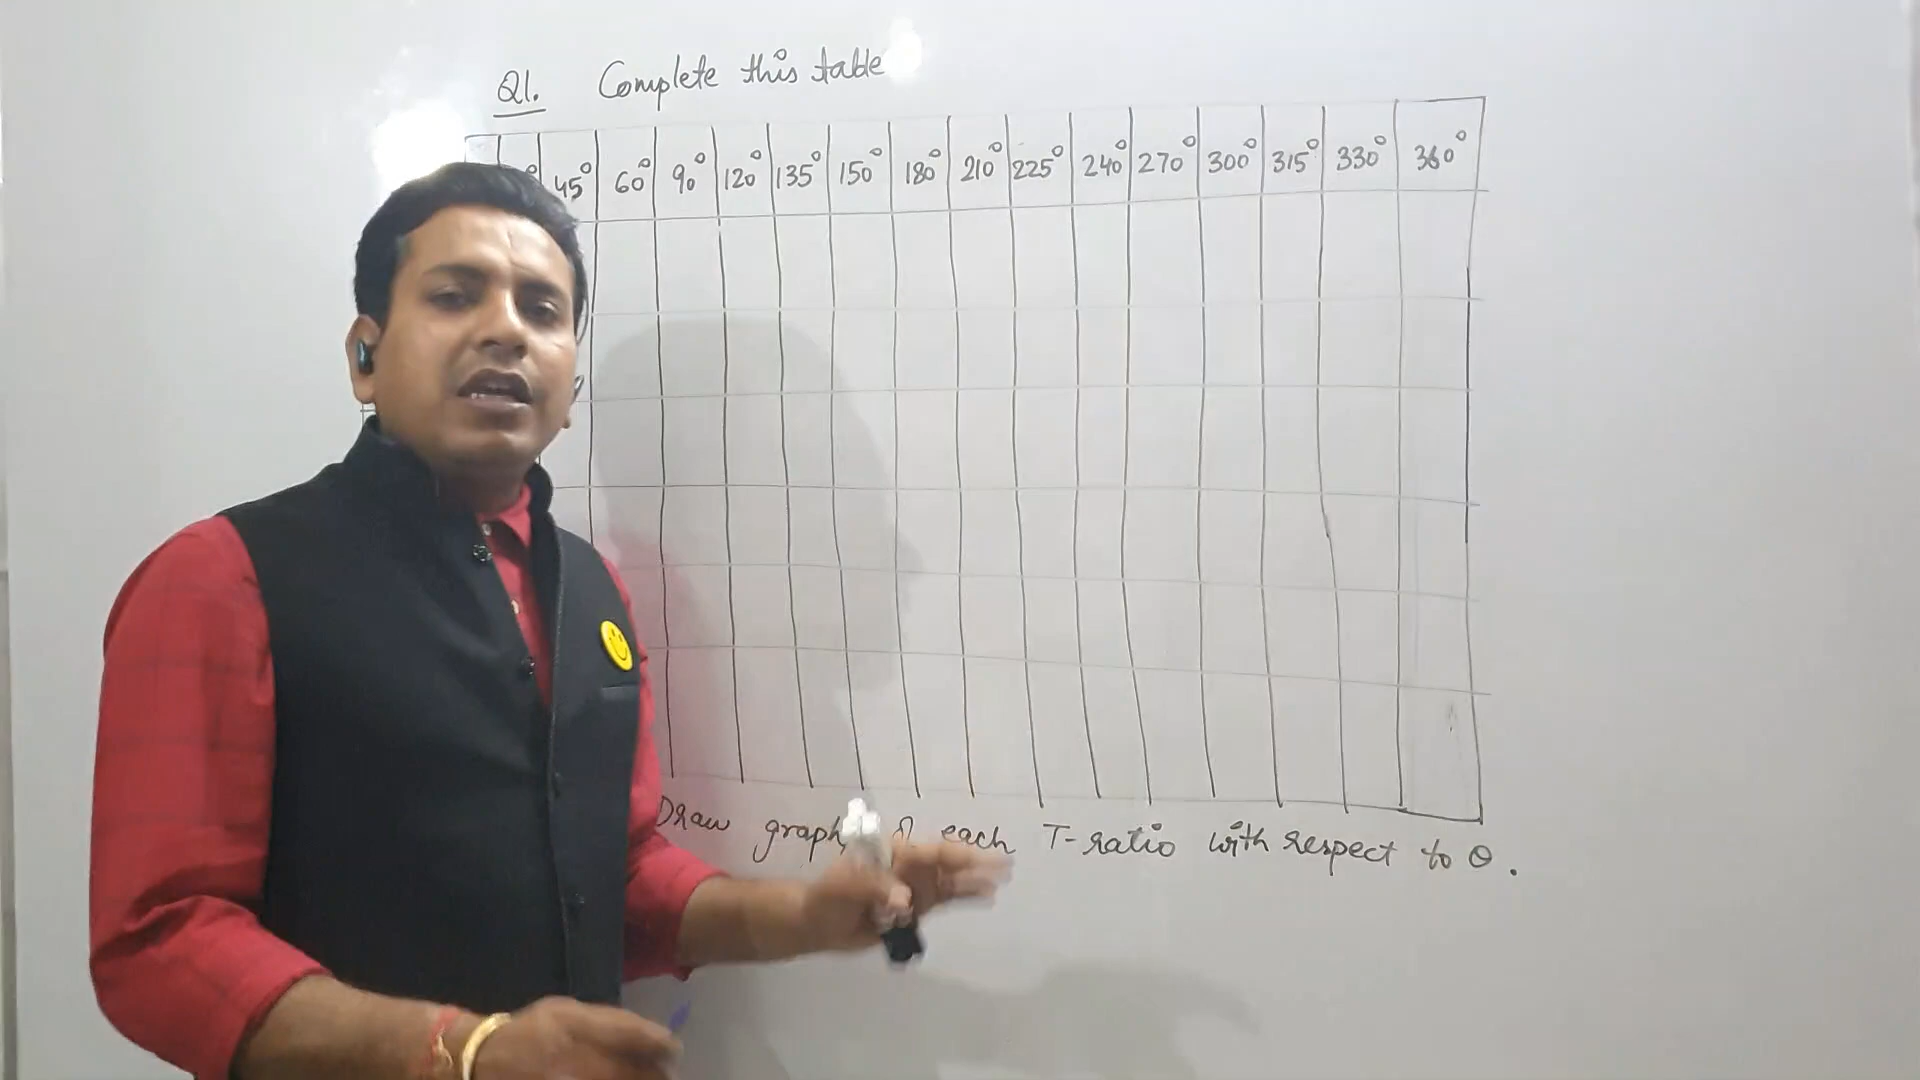 Q1. Complete this table
45° 60° 90° 120° 135° 150° 180° 210° 225° 240° 270° 300° 315° 330° 360°
Draw graph of each T-ratio with respect to θ.